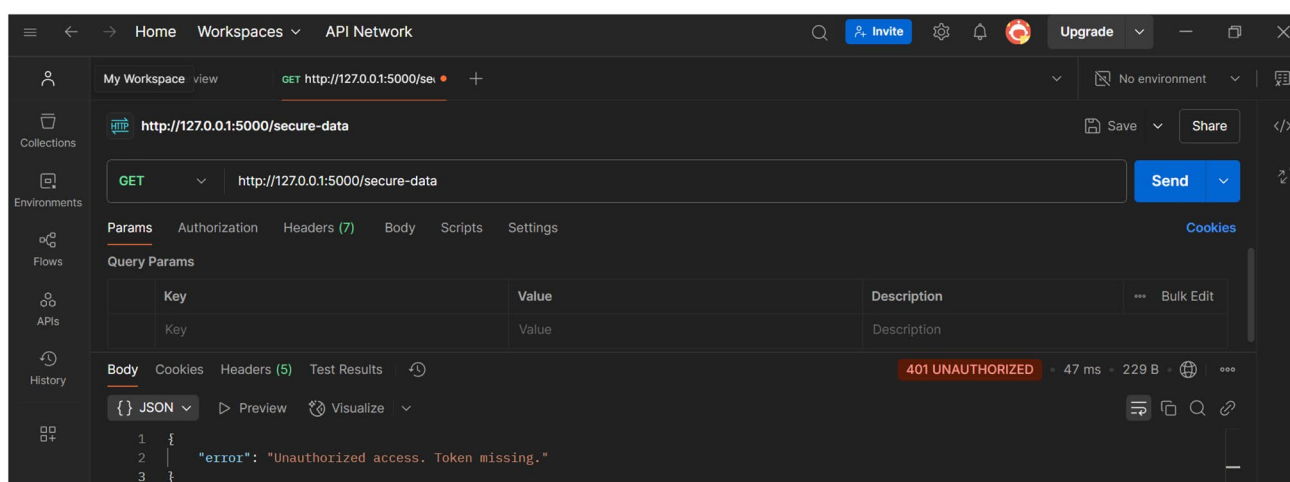 Home Workspaces API Network Invite Upgrade
My Workspace view GET http://127.0.0.1:5000/sec No environment
HTTP http://127.0.0.1:5000/secure-data Save Share
Collections
GET http://127.0.0.1:5000/secure-data Send
Environments
Params Authorization Headers (7) Body Scripts Settings Cookies
Flows
Query Params
Key Value Description Bulk Edit
APIs
Key Value Description
History
Body Cookies Headers (5) Test Results 401 UNAUTHORIZED 47 ms 229 B
{} JSON Preview Visualize
1 {
2 "error": "Unauthorized access. Token missing."
3 }